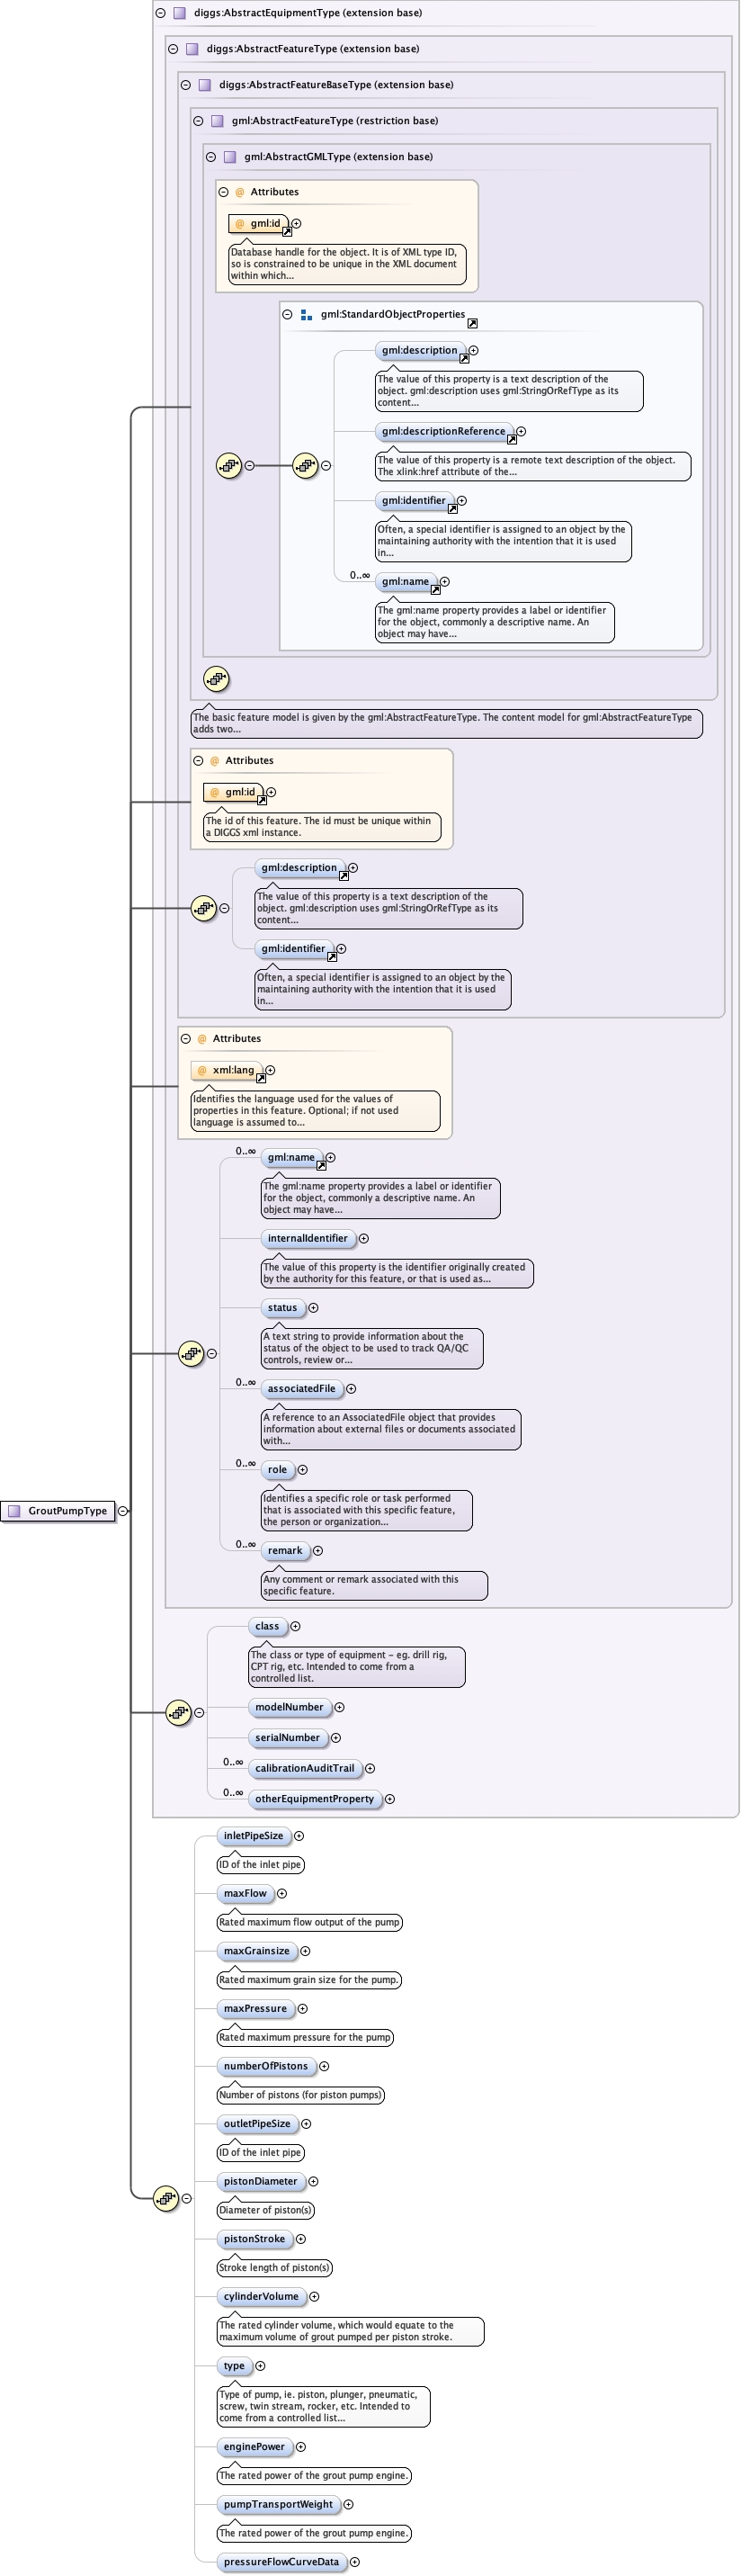 diggs:AbstractEquipmentType (extension base)
diggs:AbstractFeatureType (extension base)
diggs:AbstractFeatureBaseType (extension base)
gml:AbstractFeatureType (restriction base)
gml:AbstractGMLType (extension base)
@ Attributes
@ gml:id
Database handle for the object. It is of XML type ID,
so is constrained to be unique in the XML document
within which...
gml:StandardObjectProperties
gml:description
The value of this property is a text description of the
object. gml:description uses gml:StringOrRefType as its
content...
gml:descriptionReference
The value of this property is a remote text description of the object.
The xlink:href attribute of the...
gml:identifier
Often, a special identifier is assigned to an object by the
maintaining authority with the intention that it is used
in...
0..∞
gml:name
The gml:name property provides a label or identifier
for the object, commonly a descriptive name. An
object may have...
The basic feature model is given by the gml:AbstractFeatureType. The content model for gml:AbstractFeatureType
adds two...
@ Attributes
@ gml:id
The id of this feature. The id must be unique within
a DIGGS xml instance.
gml:description
The value of this property is a text description of the
object. gml:description uses gml:StringOrRefType as its
content...
gml:identifier
Often, a special identifier is assigned to an object by the
maintaining authority with the intention that it is used
in...
@ Attributes
@ xml:lang
Identifies the language used for the values of
properties in this feature. Optional; if not used
language is assumed to...
0..∞
gml:name
The gml:name property provides a label or identifier
for the object, commonly a descriptive name. An
object may have...
internalIdentifier
The value of this property is the identifier originally created
by the authority for this feature, or that is used as...
status
A text string to provide information about the
status of the object to be used to track QA/QC
controls, review or...
0..∞
associatedFile
A reference to an AssociatedFile object that provides
information about external files or documents associated
with...
0..∞
role
Identifies a specific role or task performed
that is associated with this specific feature,
the person or organization...
GroutPumpType
0..∞
remark
Any comment or remark associated with this
specific feature.
class
The class or type of equipment - eg. drill rig,
CPT rig, etc. Intended to come from a
controlled list.
modelNumber
serialNumber
0..∞
calibrationAuditTrail
0..∞
otherEquipmentProperty
inletPipeSize
ID of the inlet pipe
maxFlow
Rated maximum flow output of the pump
maxGrainsize
Rated maximum grain size for the pump.
maxPressure
Rated maximum pressure for the pump
numberOfPistons
Number of pistons (for piston pumps)
outletPipeSize
ID of the inlet pipe
pistonDiameter
Diameter of piston(s)
pistonStroke
Stroke length of piston(s)
cylinderVolume
The rated cylinder volume, which would equate to the
maximum volume of grout pumped per piston stroke.
type
Type of pump, ie. piston, plunger, pneumatic,
screw, twin stream, rocker, etc. Intended to
come from a controlled list...
enginePower
The rated power of the grout pump engine.
pumpTransportWeight
The rated power of the grout pump engine.
pressureFlowCurveData